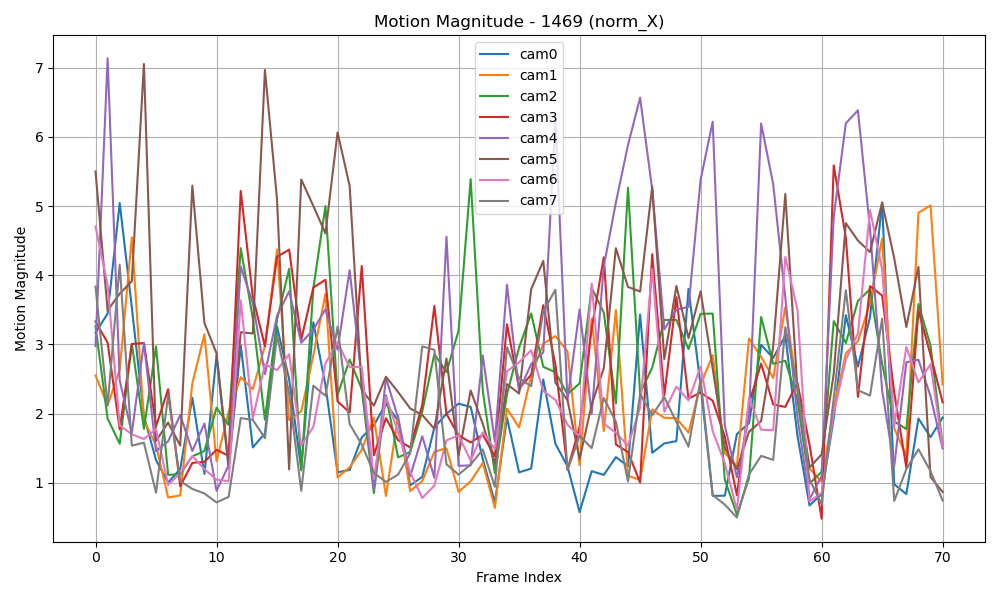 Motion Magnitude - 1469 (norm_X)
cam0
cam1
cam2
cam3
cam4
cam5
cam6
cam7
7
6
5
4
3
2
1
Motion Magnitude
0 10 20 30 40 50 60 70
Frame Index